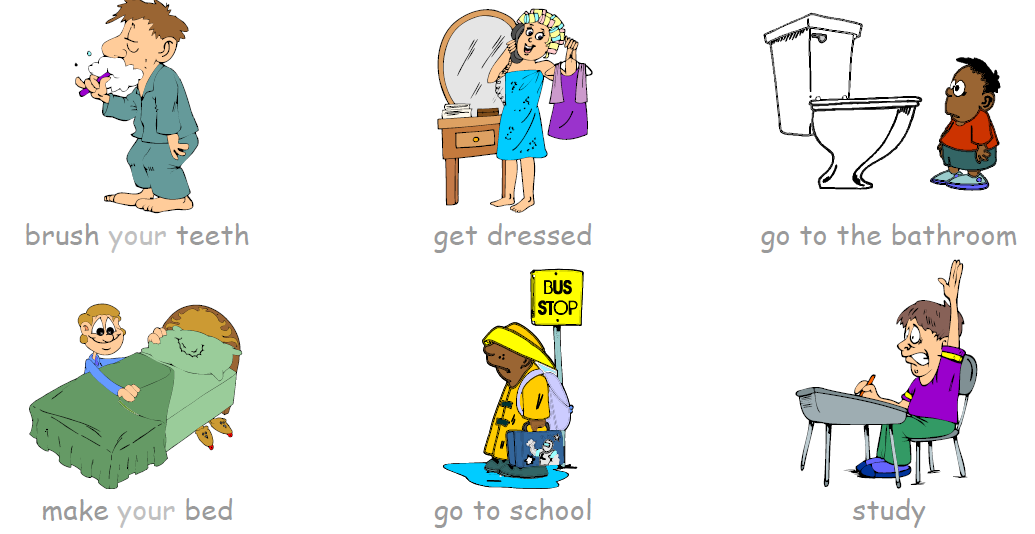 brush your teeth
get dressed
go to the bathroom
BUS
STOP
make your bed
go to school
study